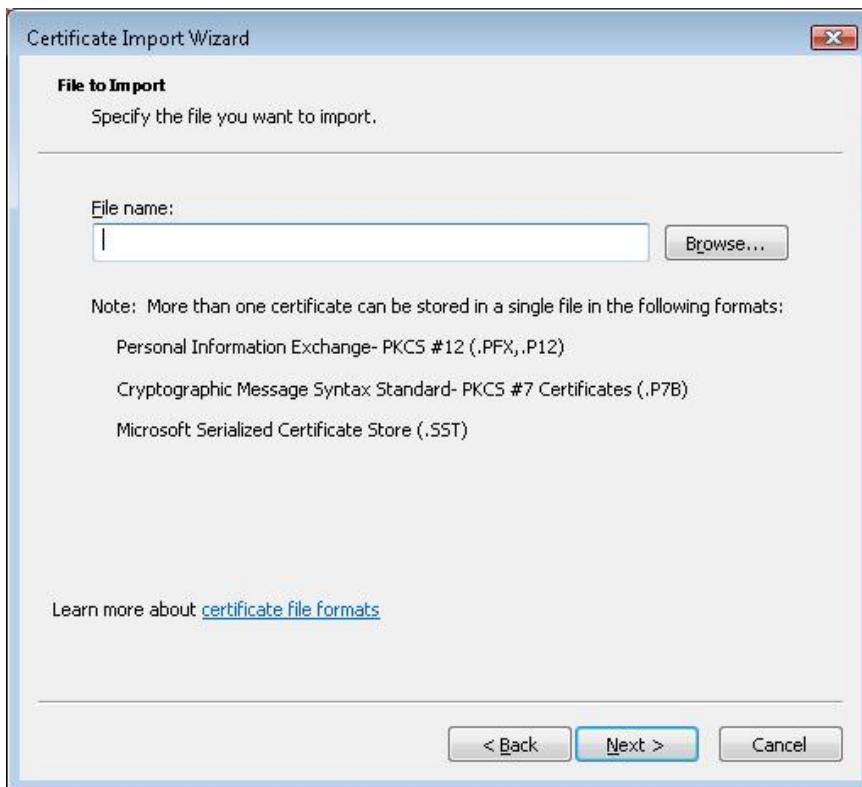 Certificate Import Wizard
File to Import
Specify the file you want to import.
File name:
Browse...
Note:  More than one certificate can be stored in a single file in the following formats:
Personal Information Exchange- PKCS #12 (.PFX,.P12)
Cryptographic Message Syntax Standard- PKCS #7 Certificates (.P7B)
Microsoft Serialized Certificate Store (.SST)
Learn more about certificate file formats
< Back
Next >
Cancel